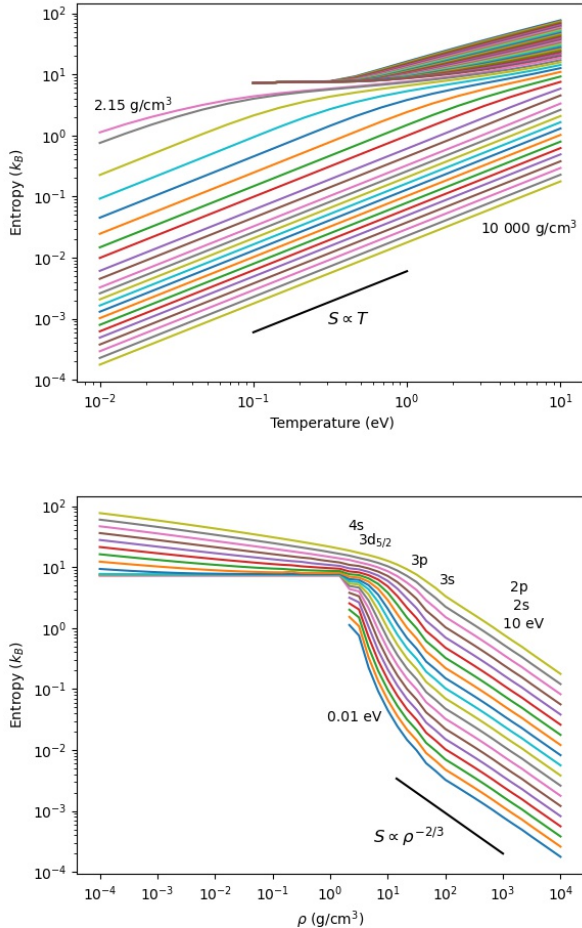 10²
10¹
10⁰
10⁻¹
10⁻²
10⁻³
10⁻⁴
Entropy (k_B)
2.15 g/cm³
10 000 g/cm³
S ∝ T
10⁻² 10⁻¹ 10⁰ 10¹
Temperature (eV)
10²
10¹
10⁰
10⁻¹
10⁻²
10⁻³
10⁻⁴
Entropy (k_B)
4s
3d₅/₂
3p
3s
2p
2s
10 eV
0.01 eV
S ∝ ρ⁻²/³
10⁻⁴ 10⁻³ 10⁻² 10⁻¹ 10⁰ 10¹ 10² 10³ 10⁴
ρ (g/cm³)